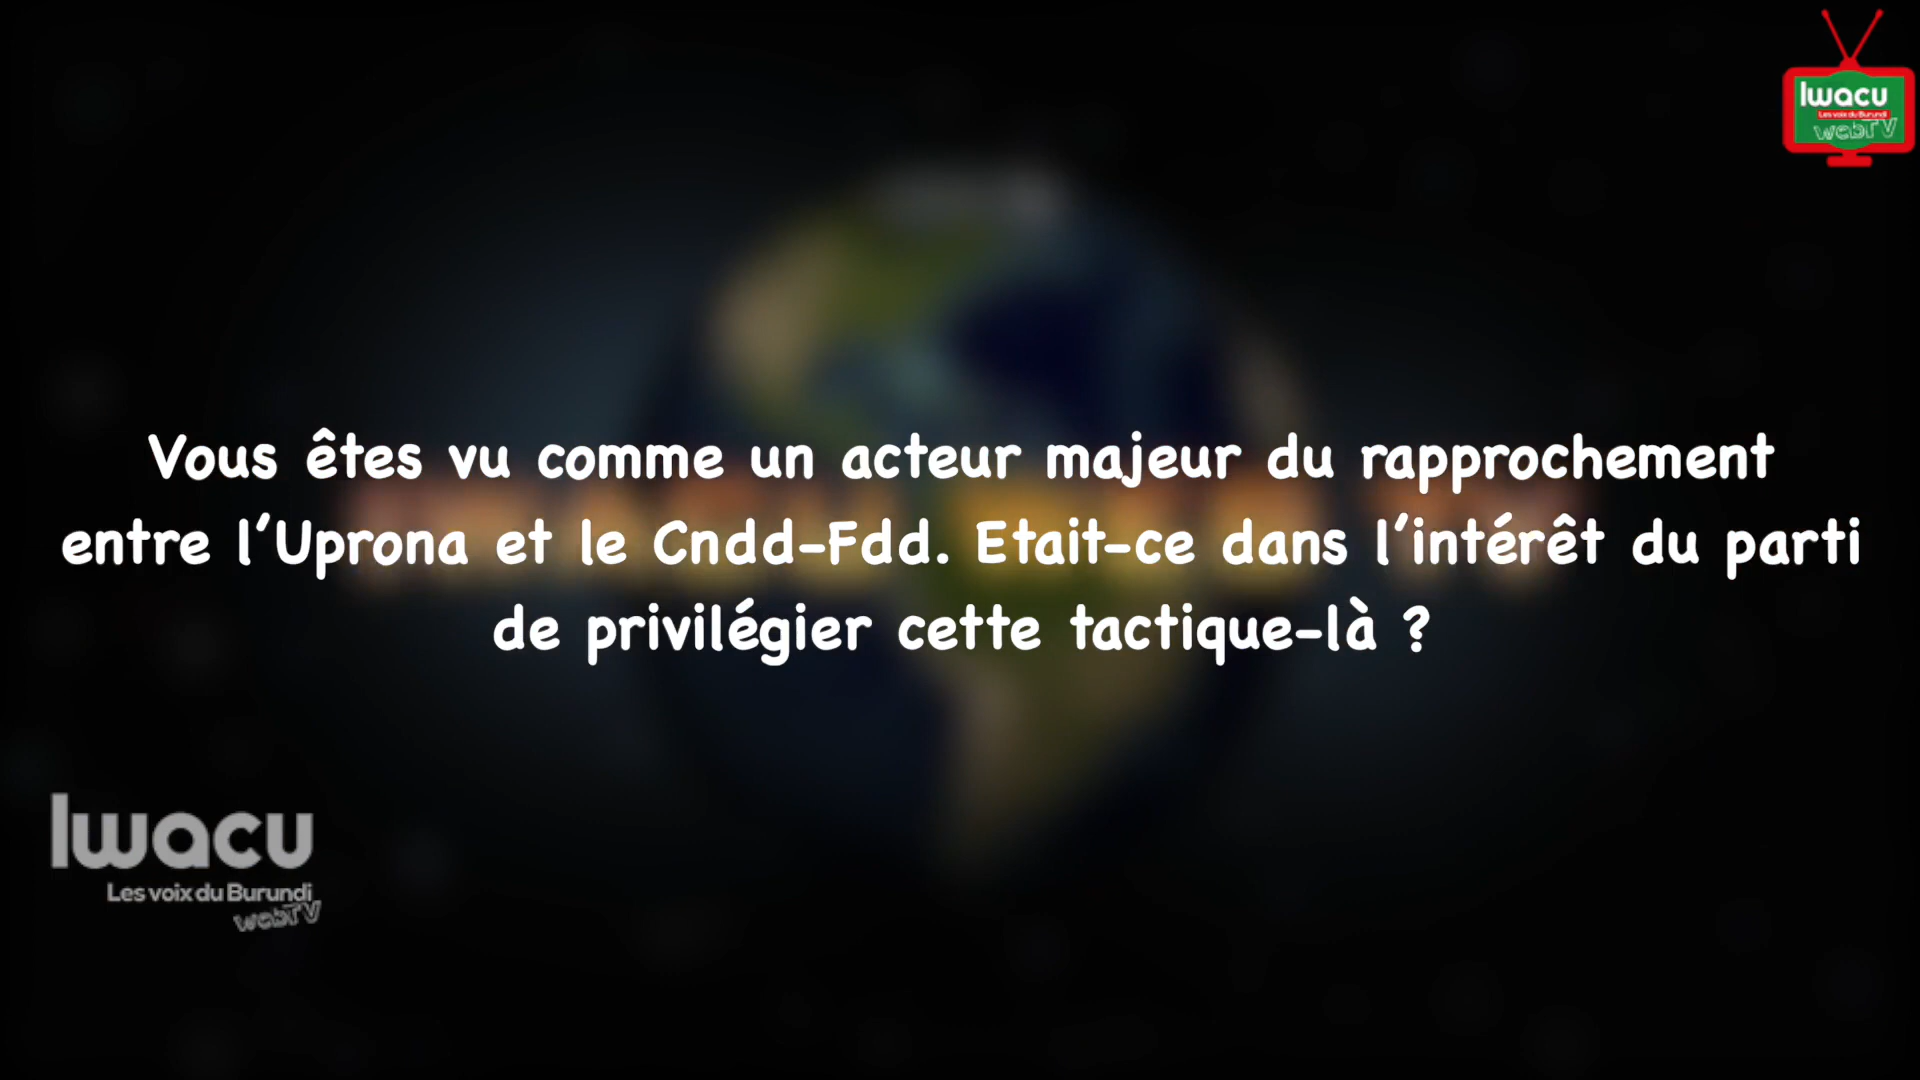 Iwacu
Les voix du Burundi
webTV
Vous êtes vu comme un acteur majeur du rapprochement
entre l'Uprona et le Cndd-Fdd. Etait-ce dans l'intérêt du parti
de privilégier cette tactique-là ?
Iwacu
Les voix du Burundi
webTV